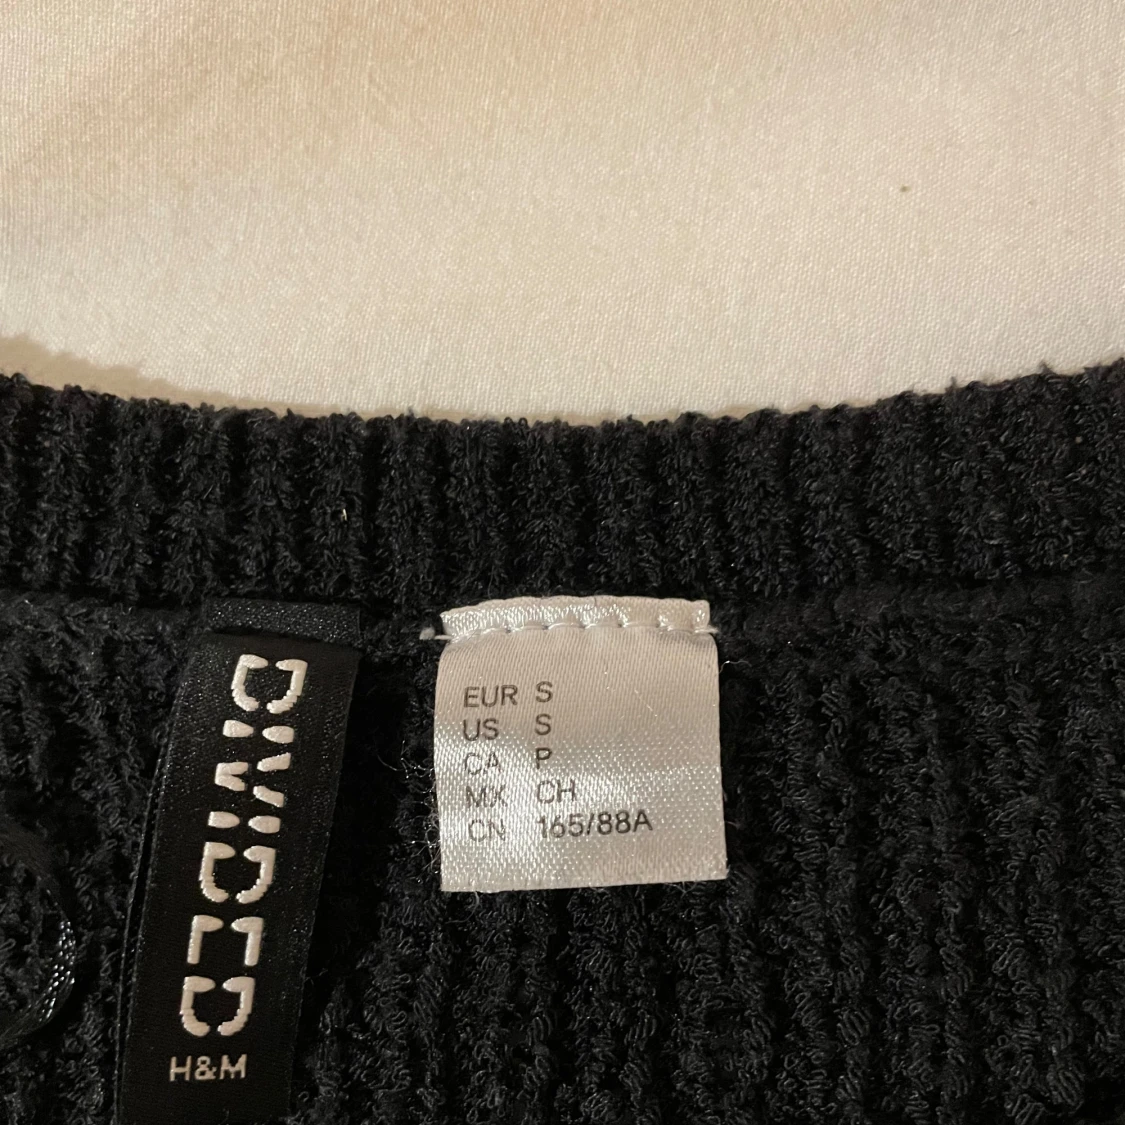 DIVIDED
H&M
EUR S
US S
CA P
MX CH
CN 165/88A